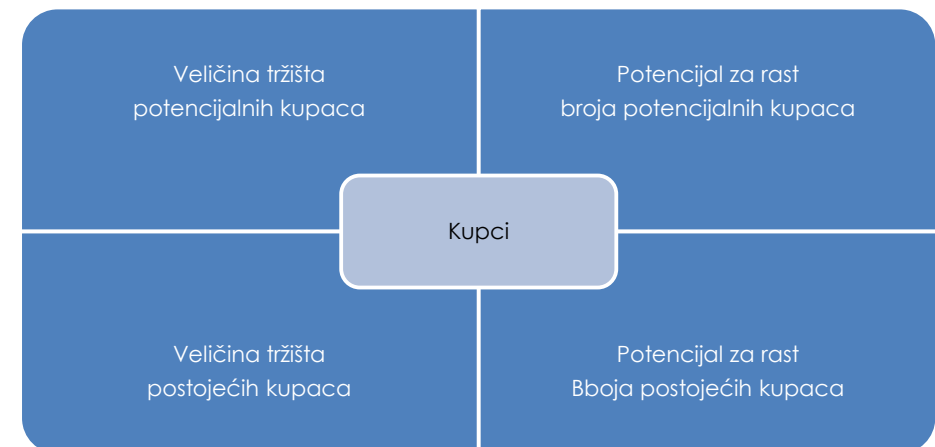 Veličina tržišta
potencijalnih kupaca
Potencijal za rast
broja potencijalnih kupaca
Kupci
Veličina tržišta
postojećih kupaca
Potencijal za rast
Bboja postojećih kupaca